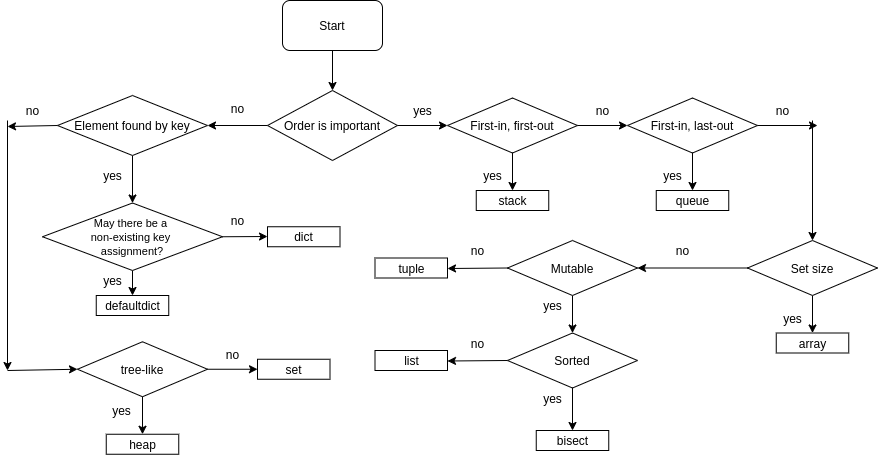 Start
no
Element found by key
no
Order is important
yes
First-in, first-out
no
First-in, last-out
no
yes
yes
yes
stack
queue
May there be a
non-existing key
assignment?
no
dict
yes
defaultdict
tuple
no
Mutable
no
Set size
yes
yes
array
list
no
Sorted
yes
bisect
tree-like
no
set
yes
heap